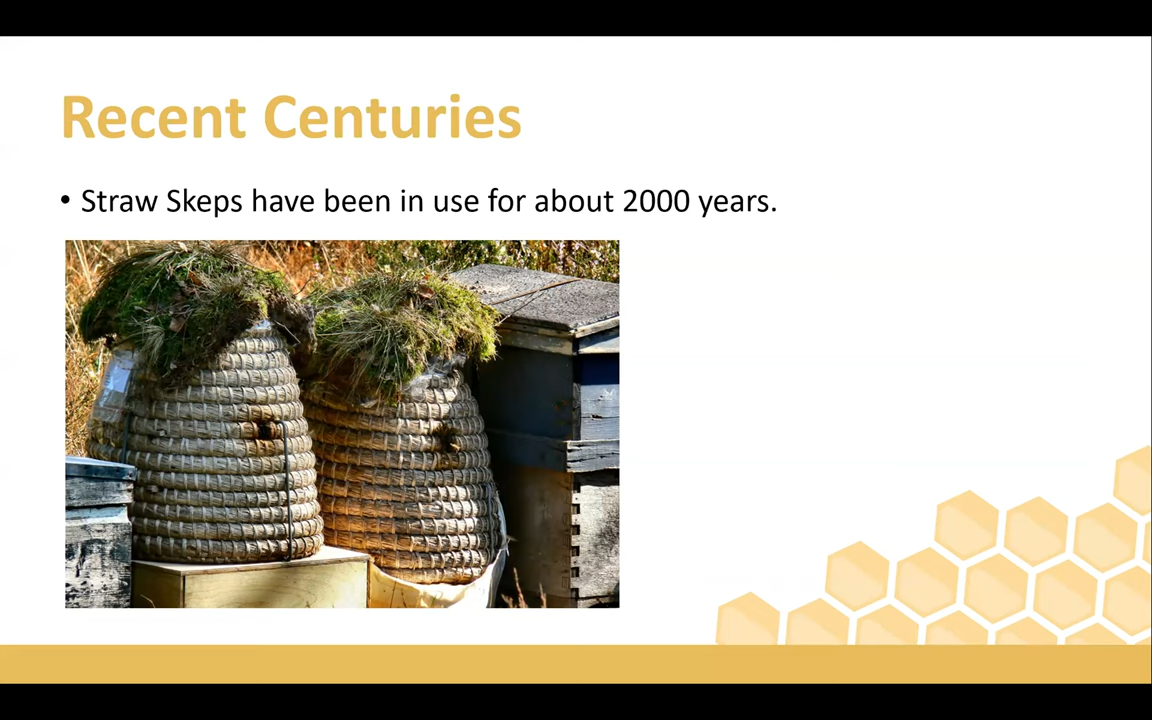 Recent Centuries
• Straw Skeps have been in use for about 2000 years.